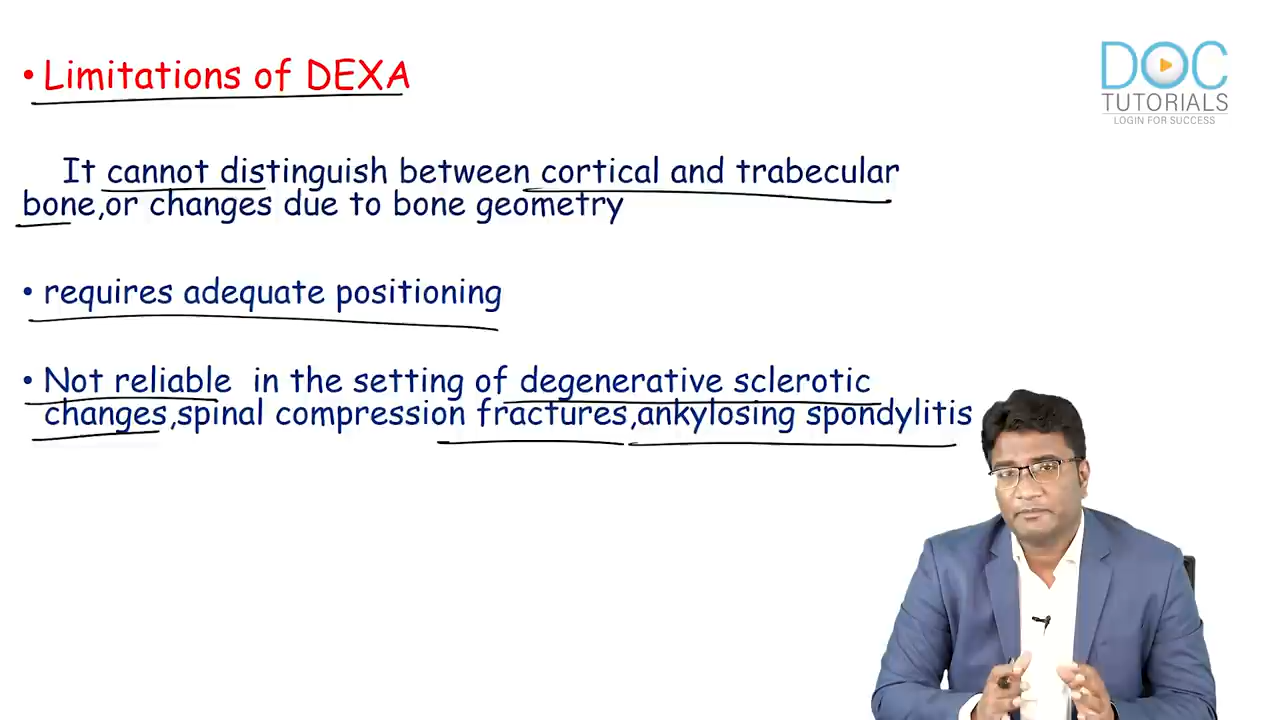 • Limitations of DEXA
It cannot distinguish between cortical and trabecular
bone,or changes due to bone geometry
• requires adequate positioning
• Not reliable in the setting of degenerative sclerotic
changes,spinal compression fractures,ankylosing spondylitis
DOC
TUTORIALS
LOGIN FOR SUCCESS